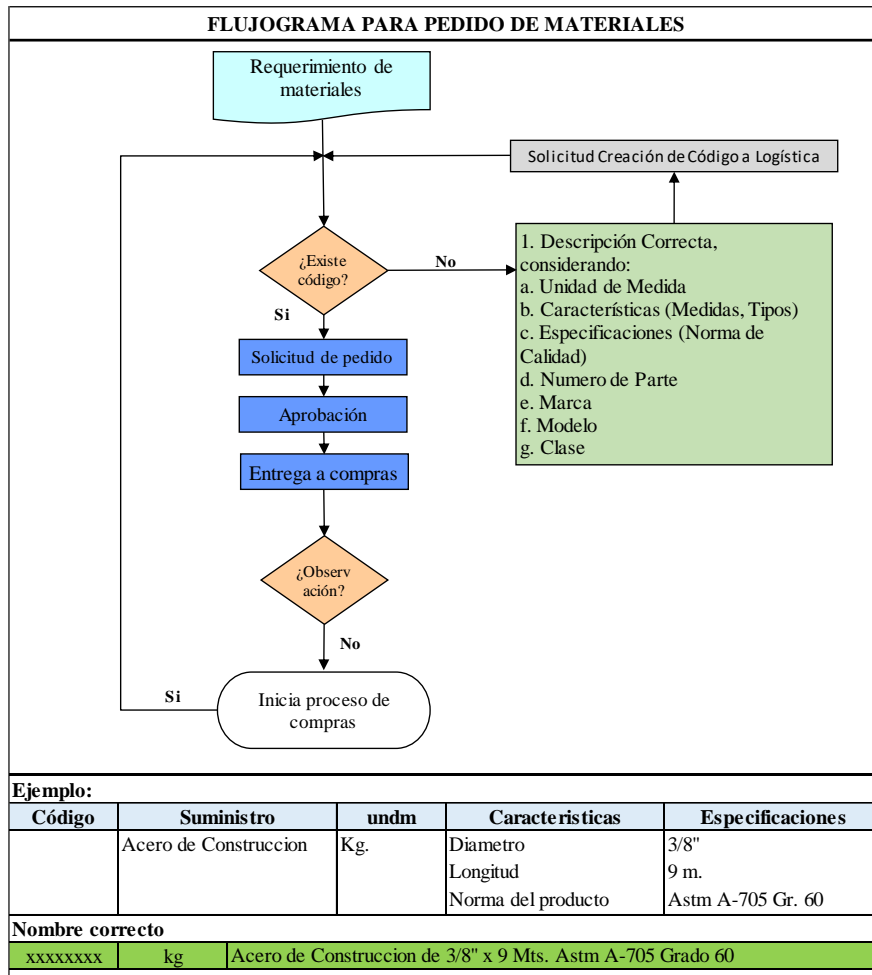 FLUJOGRAMA PARA PEDIDO DE MATERIALES
Requerimiento de
materiales
Solicitud Creación de Código a Logística
¿Existe
código?
No
Si
1. Descripción Correcta,
considerando:
a. Unidad de Medida
b. Características (Medidas, Tipos)
c. Especificaciones (Norma de
Calidad)
d. Numero de Parte
e. Marca
f. Modelo
g. Clase
Solicitud de pedido
Aprobación
Entrega a compras
¿Observ
ación?
No
Si
Inicia proceso de
compras
Ejemplo:
Código Suministro undm Caracteristicas Especificaciones
Acero de Construccion Kg. Diametro 3/8"
Longitud 9 m.
Norma del producto Astm A-705 Gr. 60
Nombre correcto
xxxxxxxx kg Acero de Construccion de 3/8" x 9 Mts. Astm A-705 Grado 60